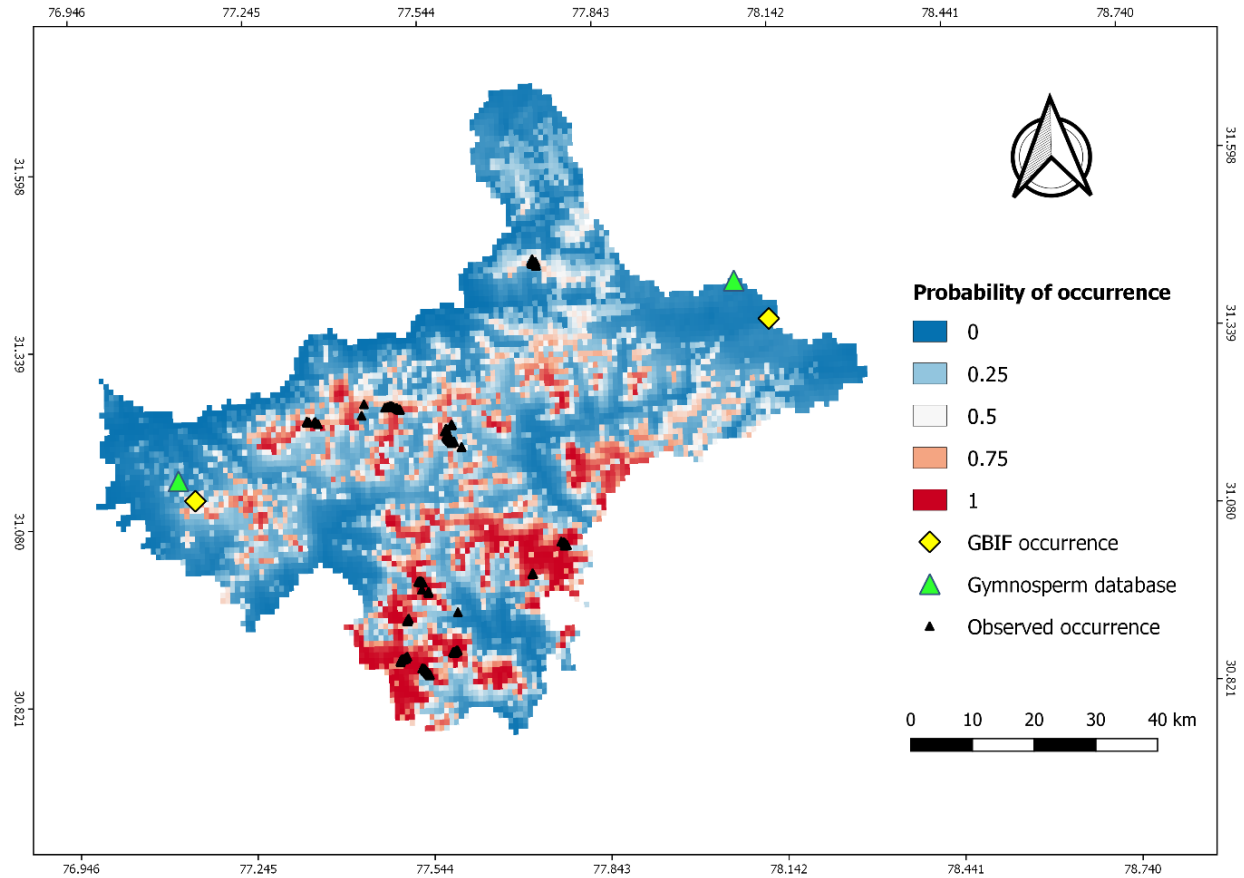 76.946 77.245 77.544 77.843 78.142 78.441 78.740
31.598
31.339
31.080
30.821
31.598
31.339
31.080
30.821
Probability of occurrence
0
0.25
0.5
0.75
1
GBIF occurrence
Gymnosperm database
Observed occurrence
0 10 20 30 40 km
76.946 77.245 77.544 77.843 78.142 78.441 78.740